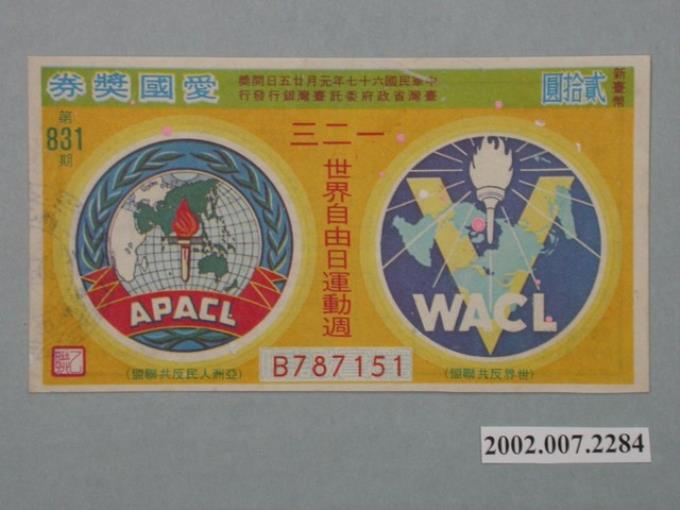 新臺幣
貳拾圓
中華民國六十七年元月廿五日開獎
臺灣省政府委託臺灣銀行發行
愛國獎券
第
831
期
一二三
世界自由日運動週
APACL
WACL
乙聯
(亞洲人民反共聯盟)
B787151
(世界反共聯盟)
2002.007.2284